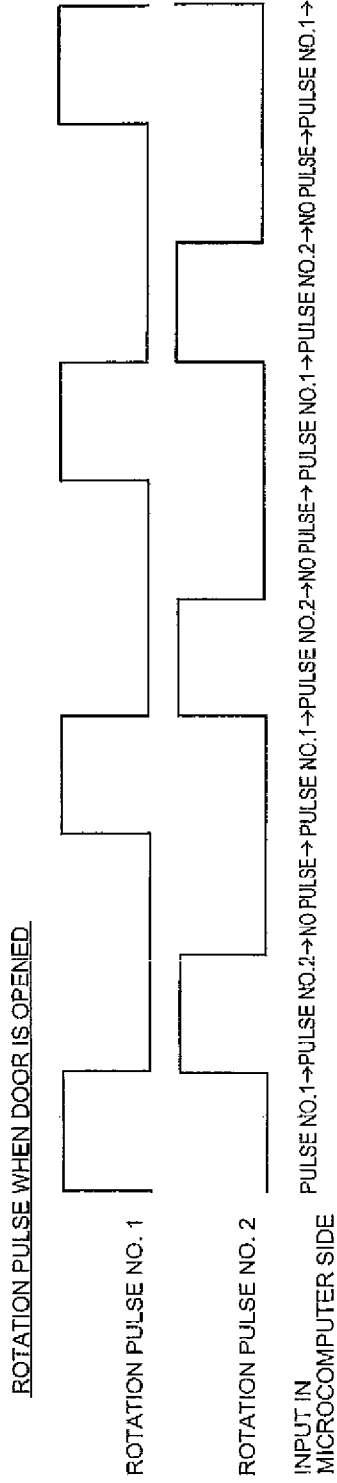 ROTATION PULSE WHEN DOOR IS OPENED
ROTATION PULSE NO. 1
ROTATION PULSE NO. 2
INPUT IN
MICROCOMPUTER SIDE
PULSE NO.1→PULSE NO.2→NO PULSE→PULSE NO.1→PULSE NO.2→NO PULSE→PULSE NO.1→PULSE NO.2→NO PULSE→PULSE NO.1→